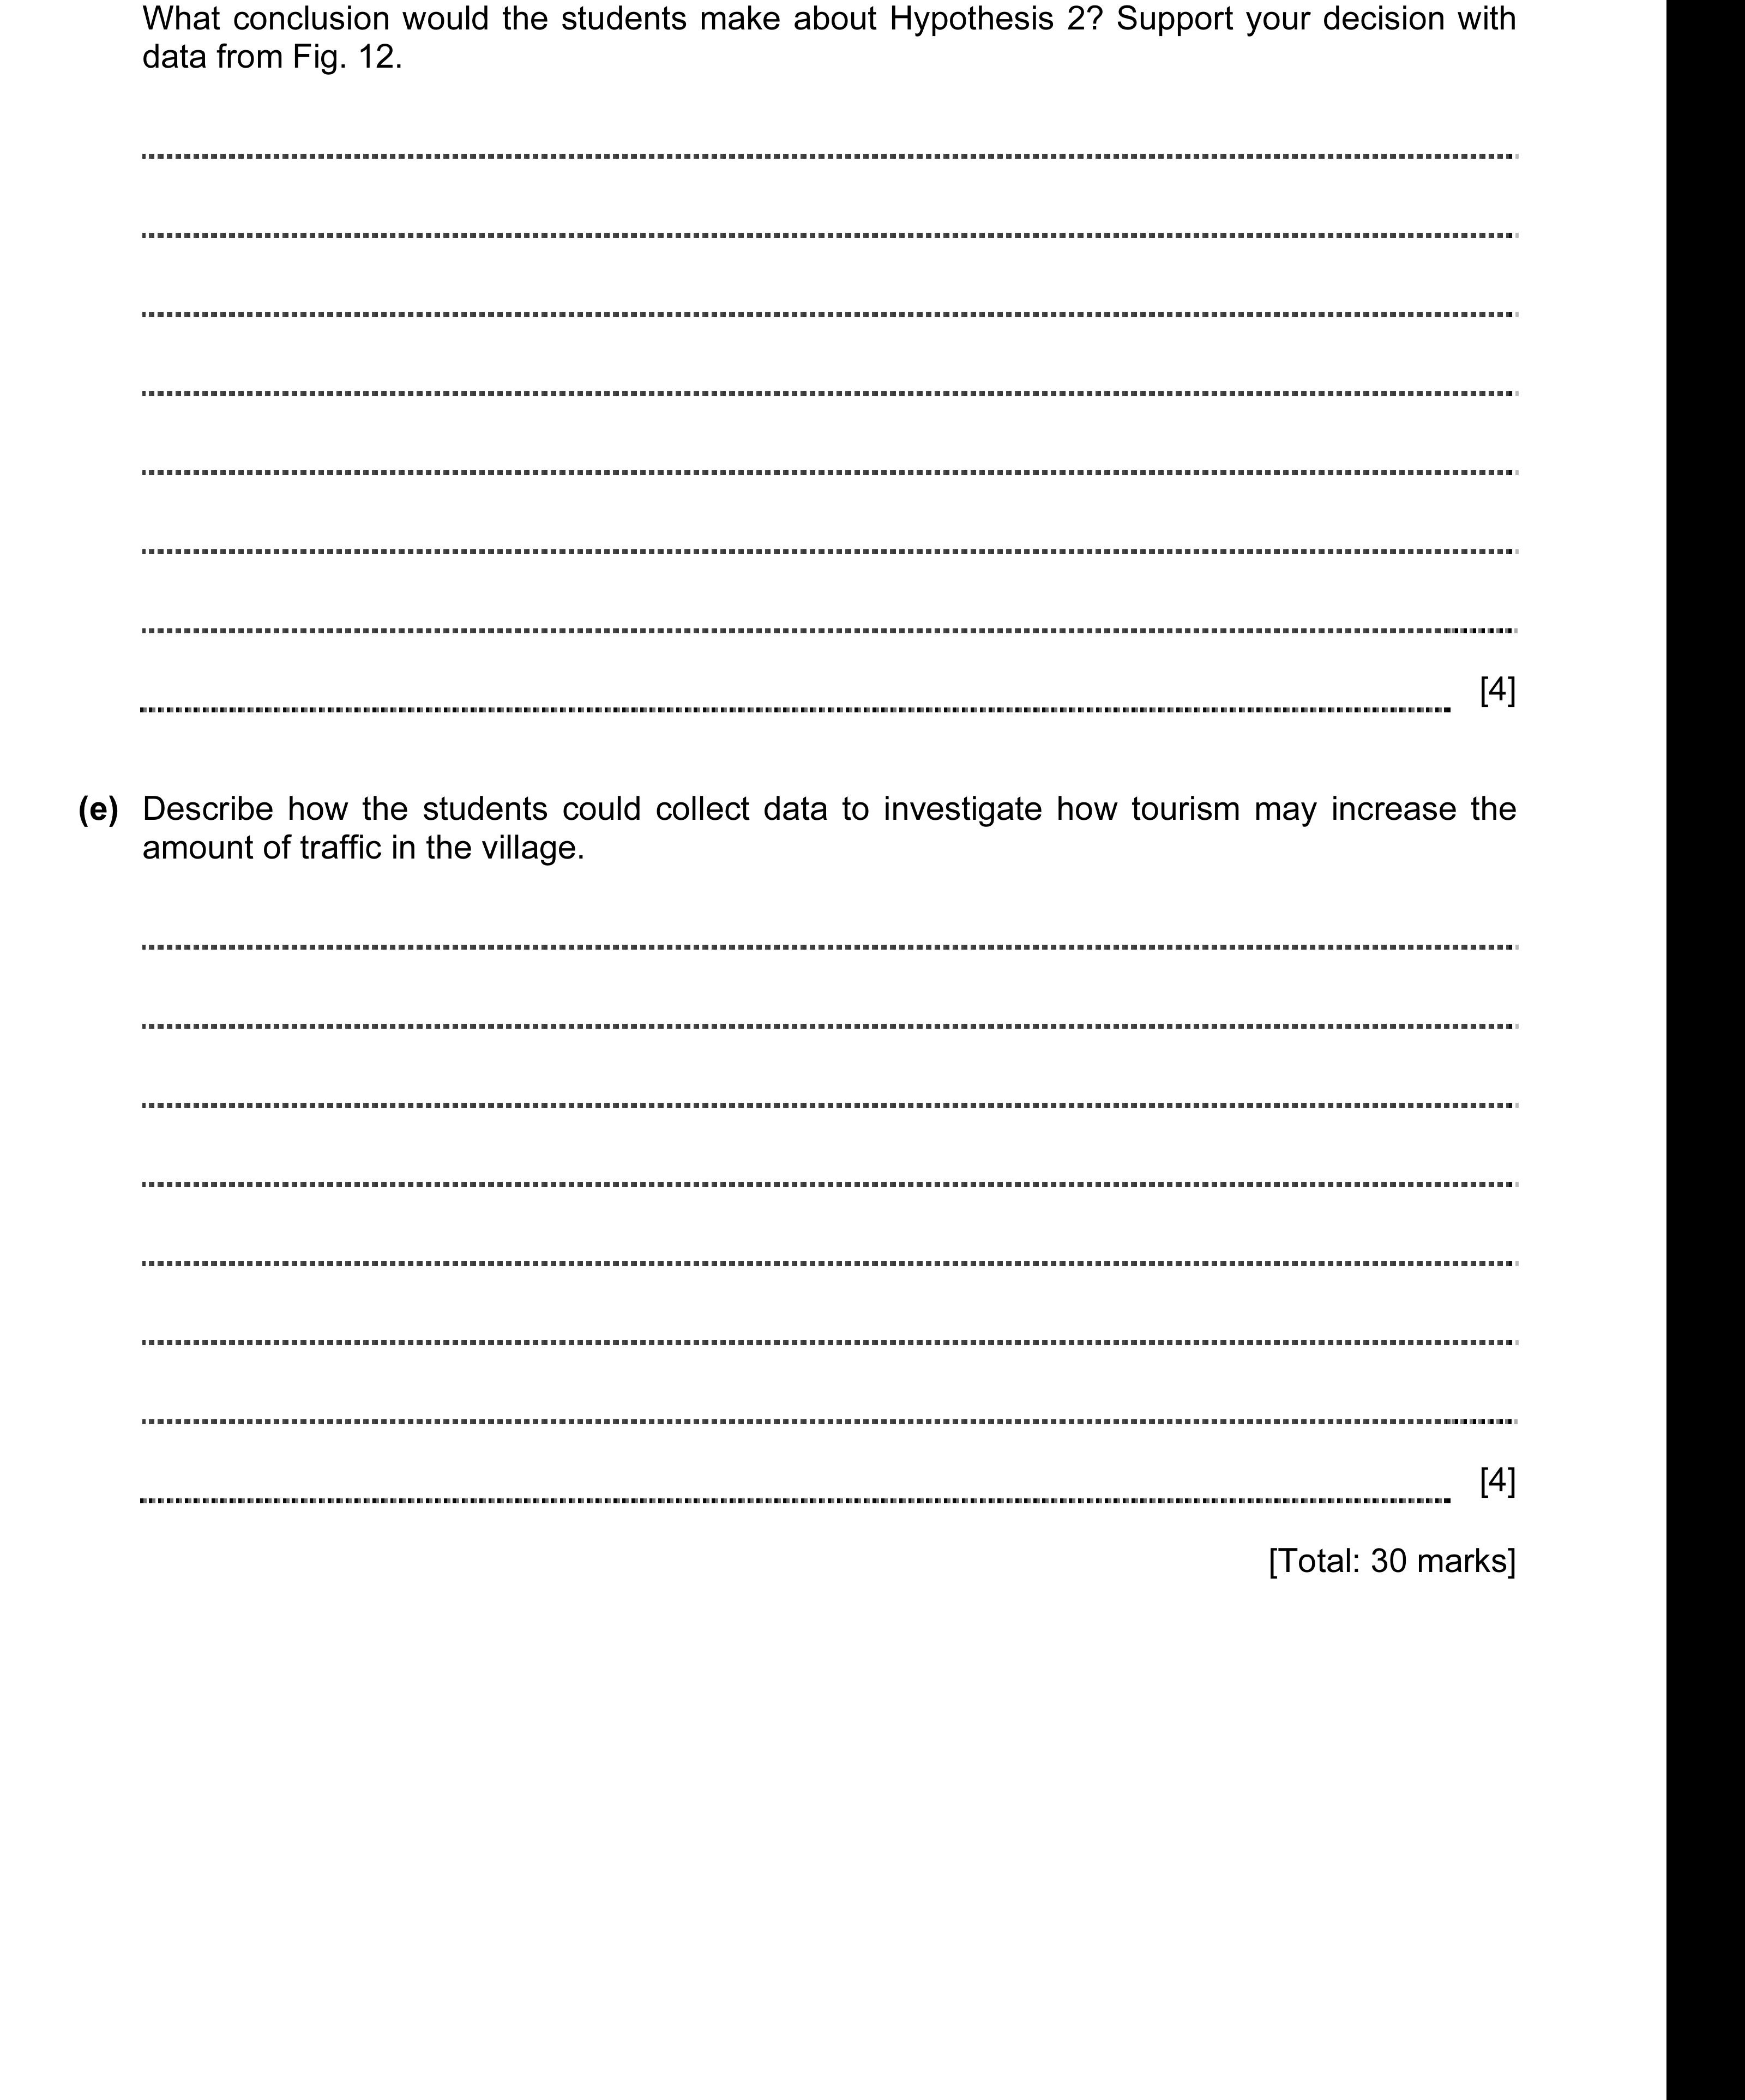 What conclusion would the students make about Hypothesis 2? Support your decision with
data from Fig. 12.
[4]
(e) Describe how the students could collect data to investigate how tourism may increase the
amount of traffic in the village.
[4]
[Total: 30 marks]